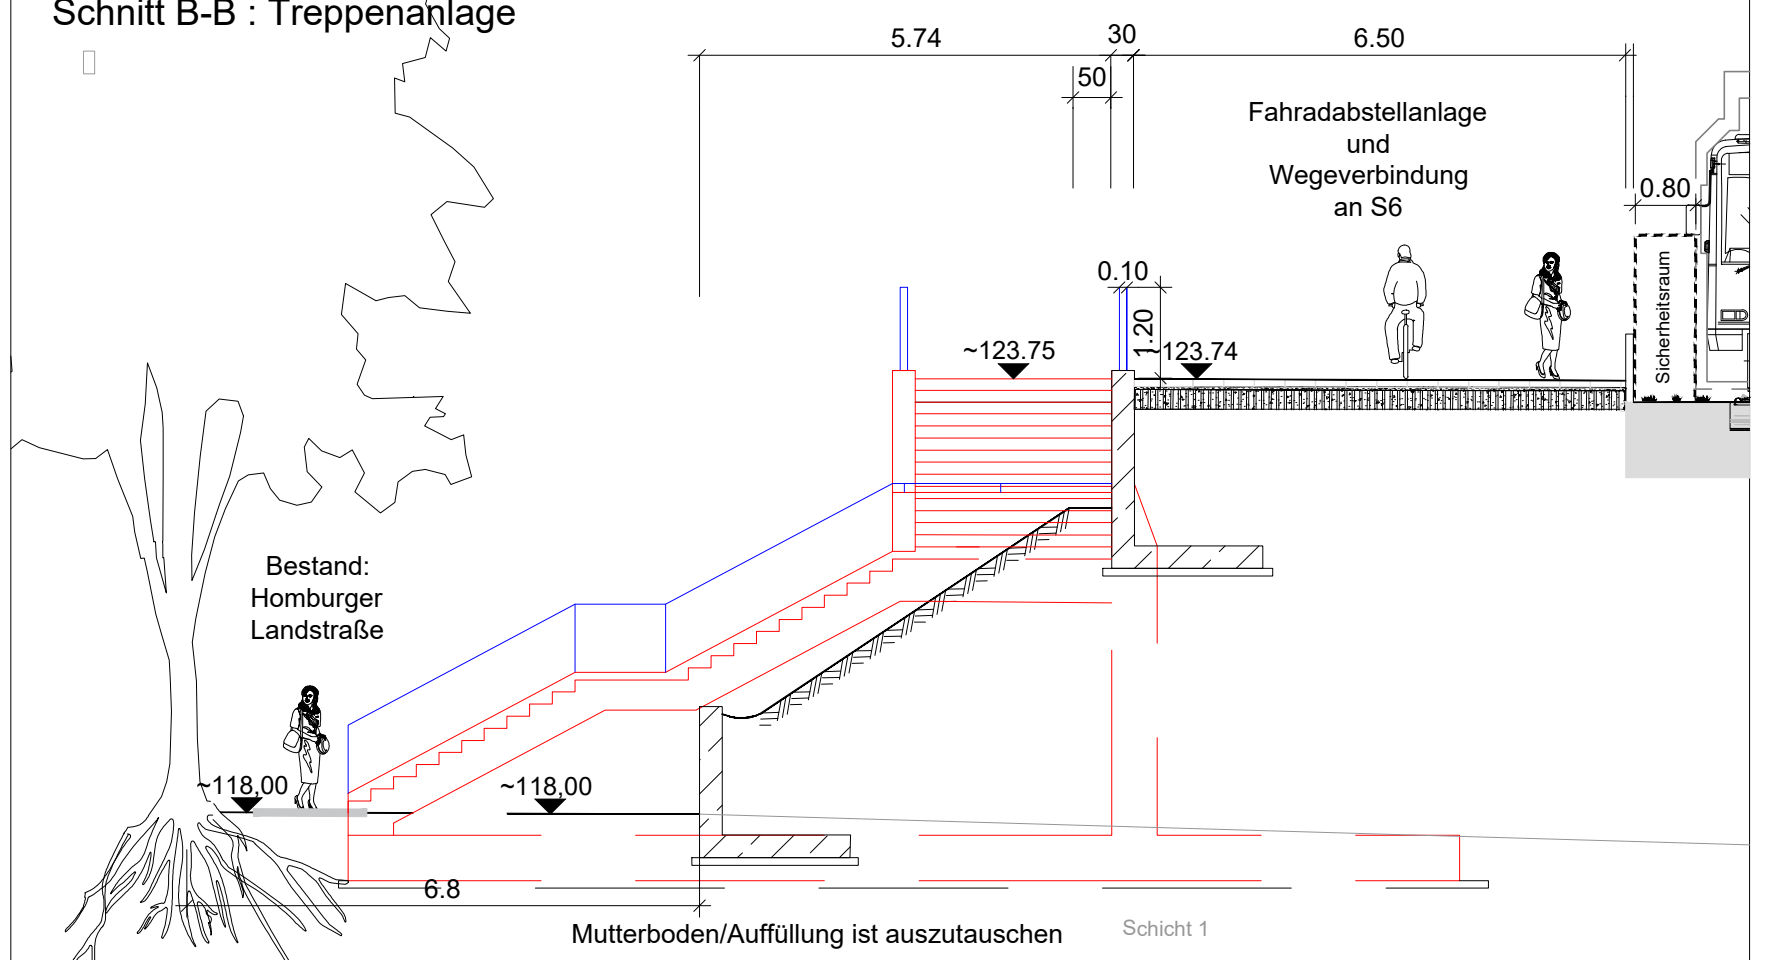 Schnitt B-B : Treppenanlage
5.74
30
6.50
50
Fahradabstellanlage
und
Wegeverbindung
an S6
0.80
Sicherheitsraum
0.10
1.20
~123.75
~123.74
Bestand:
Homburger
Landstraße
~118,00
~118,00
6.8
Mutterboden/Auffüllung ist auszutauschen
Schicht 1